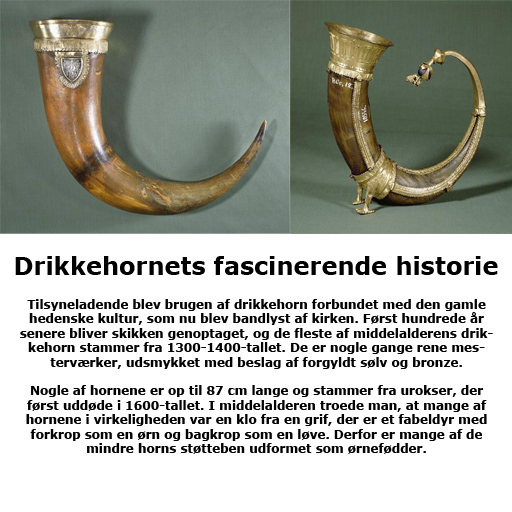 Drikkehornets fascinerende historie
Tilsyneladende blev brugen af drikkehorn forbundet med den gamle
hedenske kultur, som nu blev bandlyst af kirken. Først hundrede år
senere bliver skikken genoptaget, og de fleste af middelalderens drik-
kehorn stammer fra 1300-1400-tallet. De er nogle gange rene mes-
terværker, udsmykket med beslag af forgyldt sølv og bronze.
Nogle af hornene er op til 87 cm lange og stammer fra urokser, der
først uddøde i 1600-tallet. I middelalderen troede man, at mange af
hornene i virkeligheden var en klo fra en grif, der er et fabeldyr med
forkrop som en ørn og bagkrop som en løve. Derfor er mange af de
mindre horns støtteben udformet som ørnefødder.